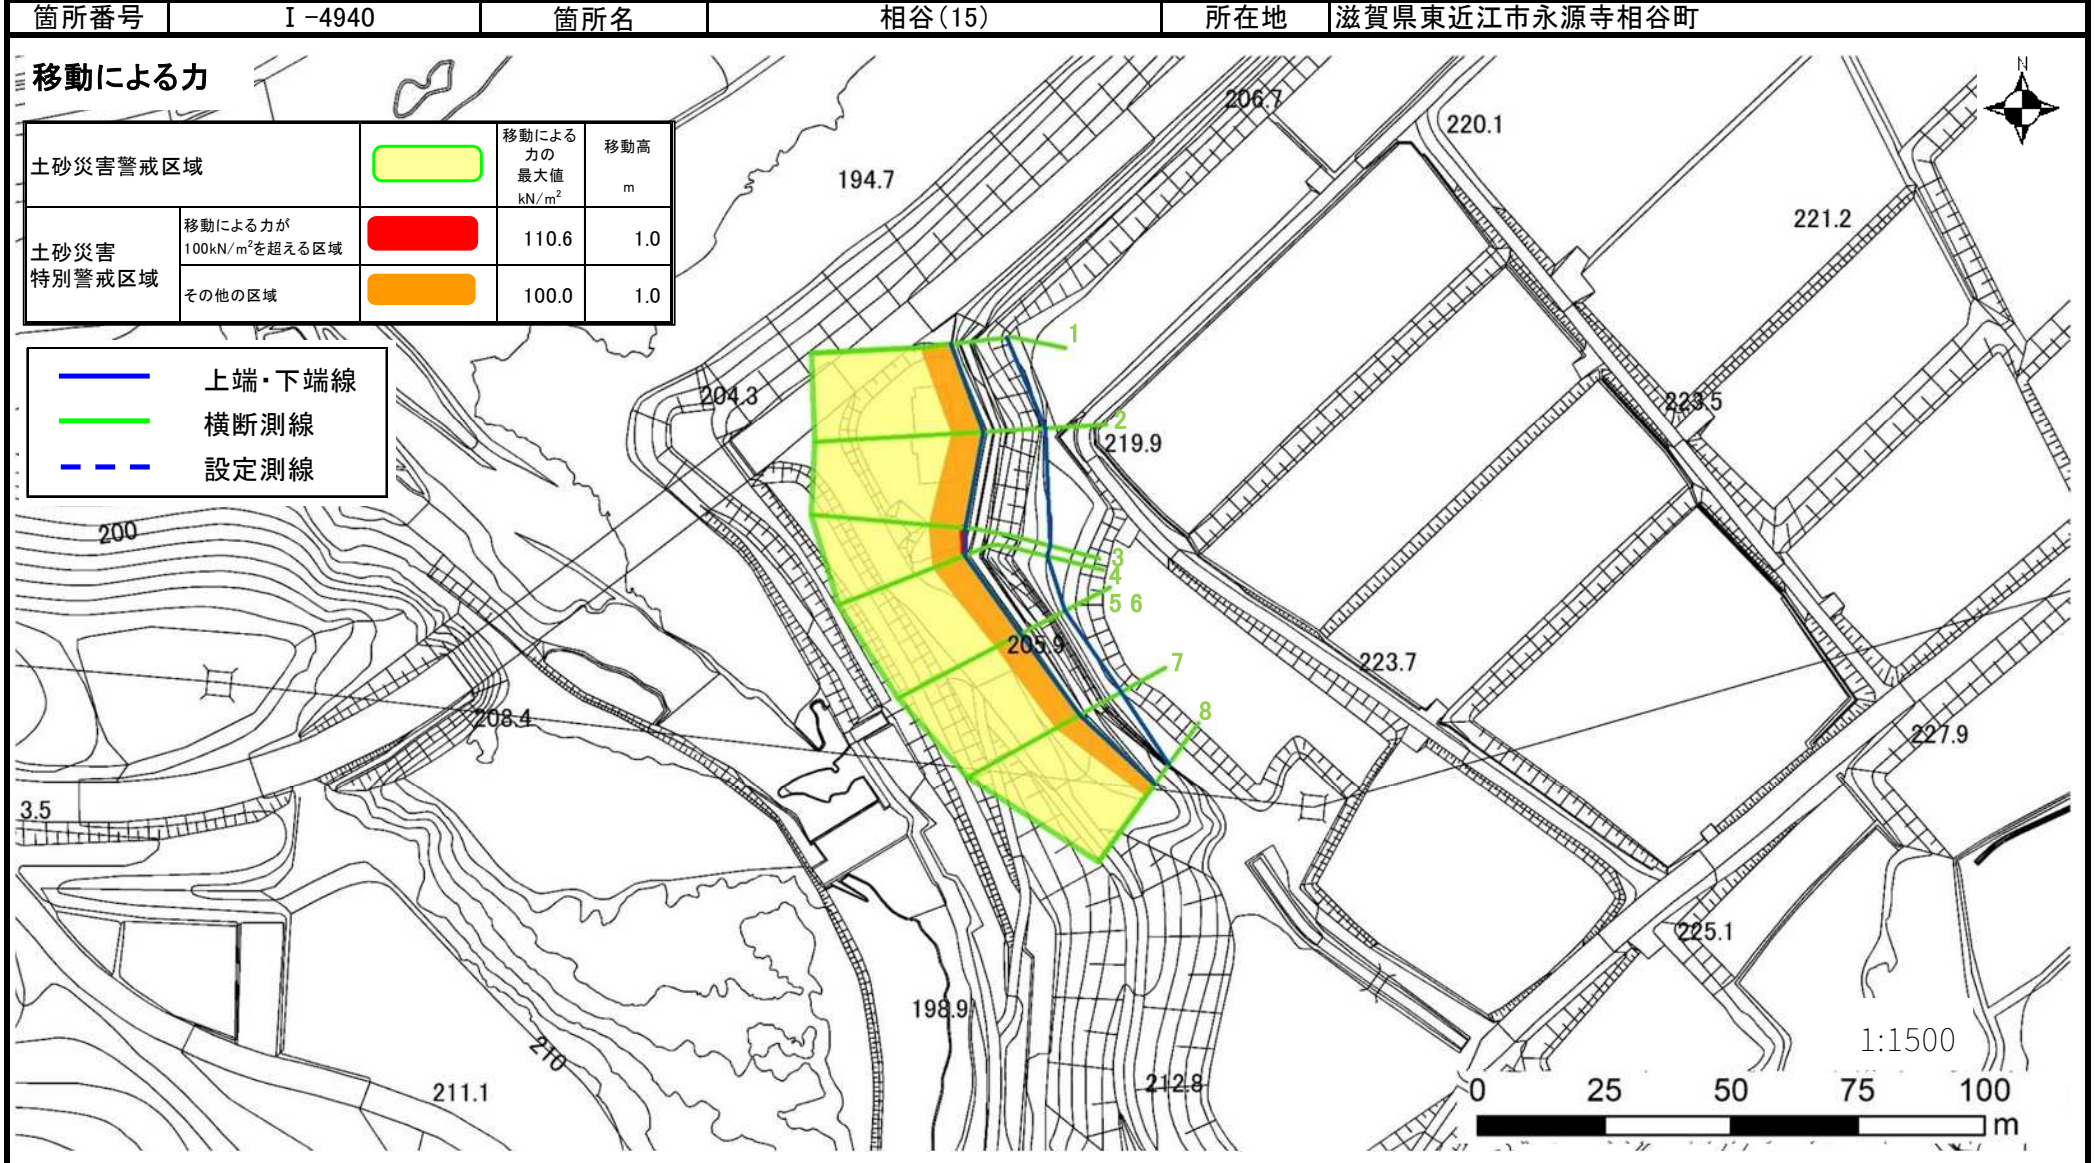 箇所番号 Ⅰ-4940 箇所名 相谷(15) 所在地 滋賀県東近江市永源寺相谷町
移動による力
N
土砂災害警戒区域
移動による
力の
最大値
kN/m²
移動高
m
土砂災害
特別警戒区域
移動による力が
100kN/m²を超える区域
110.6 1.0
その他の区域
100.0 1.0
上端・下端線
横断測線
設定測線
206.7
220.1
194.7
221.2
1
204.3
223.5
2
219.9
200
3
4
5 6
205.9
223.7
7
208.4
8
227.9
3.5
225.1
198.9
210
211.1
212.8
1:1500
0 25 50 75 100
m